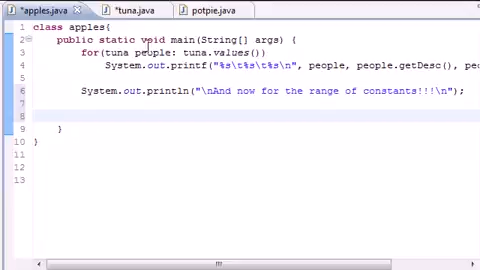 *apples.java *tuna.java potpie.java
1 class apples{
2 public static void main(String[] args) {
3 for(tuna people: tuna.values())
4 System.out.printf("%s\t%s\t%s\n", people, people.getDesc(), peo
5
6 System.out.println("\nAnd now for the range of constants!!!\n");
7
8
9 }
10 }
11
12
13